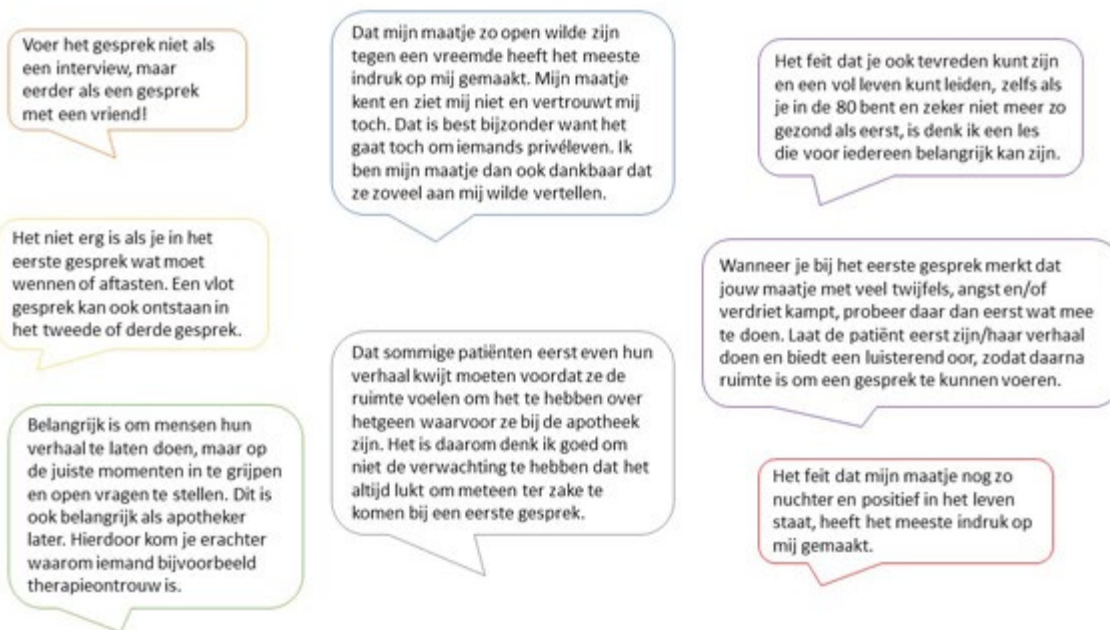 Voer het gesprek niet als
een interview, maar
eerder als een gesprek
met een vriend!
Dat mijn maatje zo open wilde zijn
tegen een vreemde heeft het meeste
indruk op mij gemaakt. Mijn maatje
kent en ziet mij niet en vertrouwt mij
toch. Dat is best bijzonder want het
gaat toch om iemands privéleven. Ik
ben mijn maatje dan ook dankbaar dat
ze zoveel aan mij wilde vertellen.
Het feit dat je ook tevreden kunt zijn
en een vol leven kunt leiden, zelfs als
je in de 80 bent en zeker niet meer zo
gezond als eerst, is denk ik een les
die voor iedereen belangrijk kan zijn.
Het niet erg is als je in het
eerste gesprek wat moet
wennen of aftasten. Een vlot
gesprek kan ook ontstaan in
het tweede of derde gesprek.
Wanneer je bij het eerste gesprek merkt dat
jouw maatje met veel twijfels, angst en/of
verdriet kampt, probeer daar dan eerst wat mee
te doen. Laat de patiënt eerst zijn/haar verhaal
doen en biedt een luisterend oor, zodat daarna
ruimte is om een gesprek te kunnen voeren.
Dat sommige patiënten eerst even hun
verhaal kwijt moeten voordat ze de
ruimte voelen om het te hebben over
hetgeen waarvoor ze bij de apotheek
zijn. Het is daarom denk ik goed om
niet de verwachting te hebben dat het
altijd lukt om meteen ter zake te
komen bij een eerste gesprek.
Belangrijk is om mensen hun
verhaal te laten doen, maar op
de juiste momenten in te grijpen
en open vragen te stellen. Dit is
ook belangrijk als apotheker
later. Hierdoor kom je erachter
waarom iemand bijvoorbeeld
therapieontrouw is.
Het feit dat mijn maatje nog zo
nuchter en positief in het leven
staat, heeft het meeste indruk op
mij gemaakt.